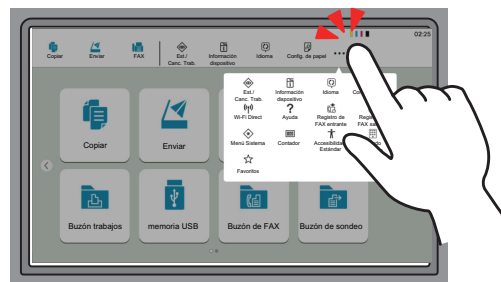 02:25
Copiar
Enviar
FAX
Est./
Canc. Trab.
Información
dispositivo
Idioma
Config. de papel
Est./
Canc. Trab.
Información
dispositivo
Idioma
Wi-Fi Direct
Ayuda
Registro de
FAX entrante
Menú Sistema
Contador
Accesibilida
Estándar
Favoritos
Copiar
Enviar
Buzón trabajos
memoria USB
Buzón de FAX
Buzón de sondeo